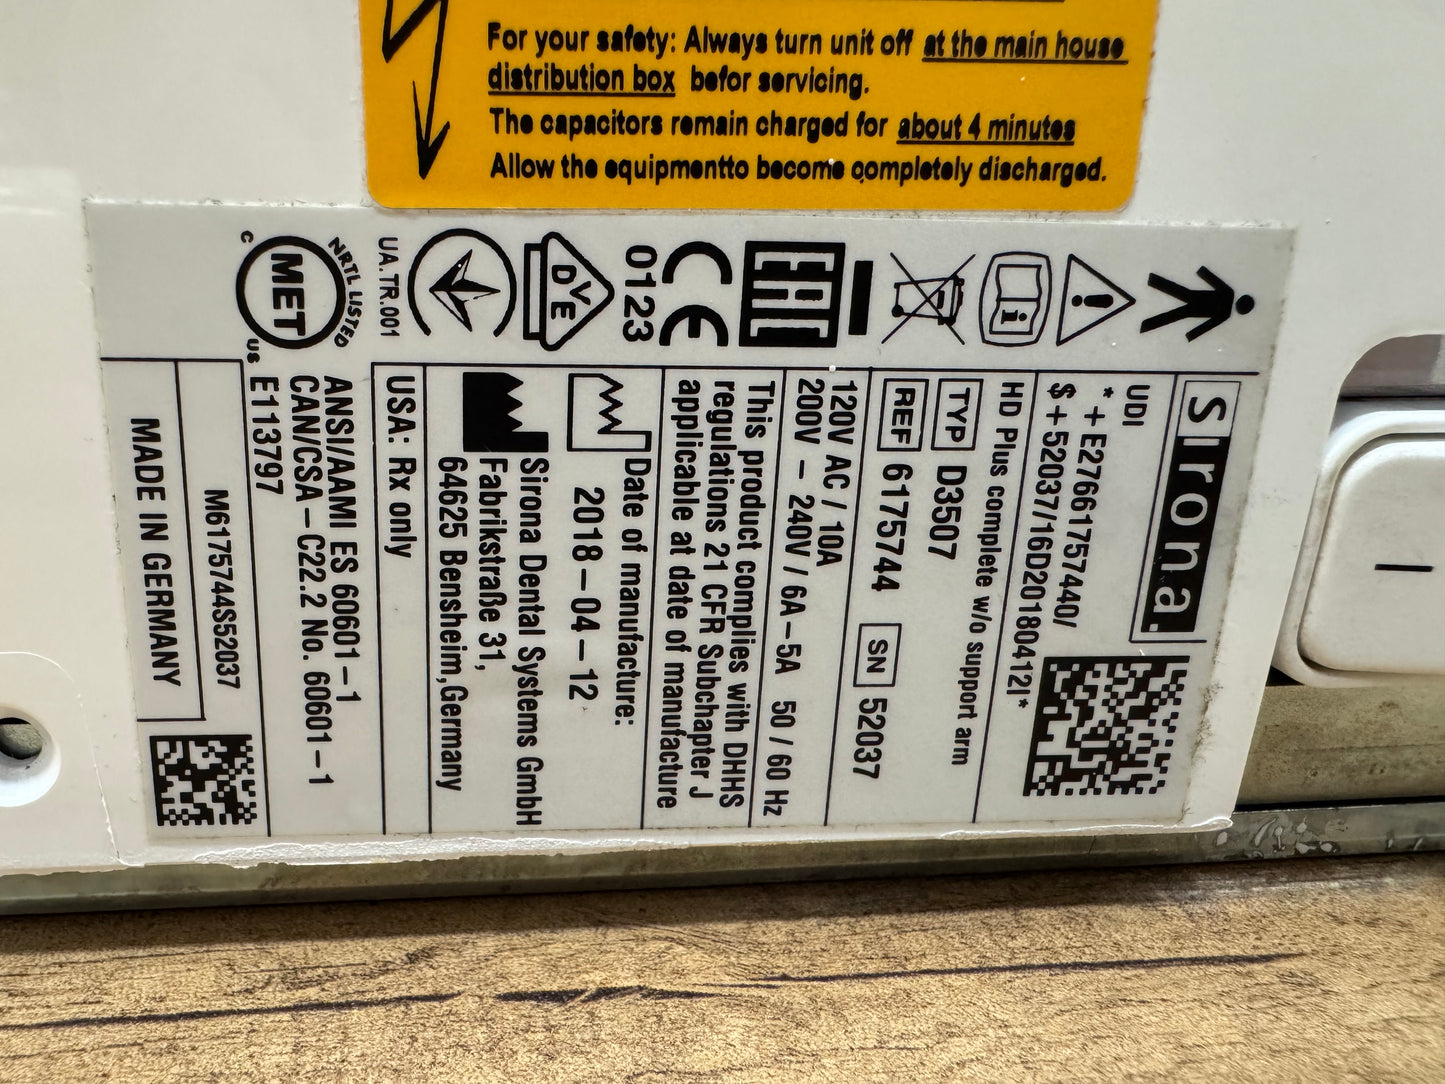 For your safety: Always turn unit off at the main house
distribution box befor servicing.
The capacitors remain charged for about 4 minutes
Allow the equipmentto become completely discharged.
sirona.
UDI
*+E27661757440/
$+52037/16D20180412I*
HD Plus complete w/o support arm
TYP D3507
REF 6175744 SN 52037
120V AC / 10A
200V – 240V / 6A–5A 50 / 60 Hz
This product complies with DHHS
regulations 21 CFR Subchapter J
applicable at date of manufacture
Date of manufacture:
2018–04–12
Sirona Dental Systems GmbH
Fabrikstraße 31,
64625 Bensheim,Germany
USA: Rx only
ANSI/AAMI ES 60601–1
CAN/CSA–C22.2 No. 60601–1
E113797
M6175744S52037
MADE IN GERMANY
i
EAC
CE
0123
DVE
UA.TR.001
NRTL LISTED
C MET US